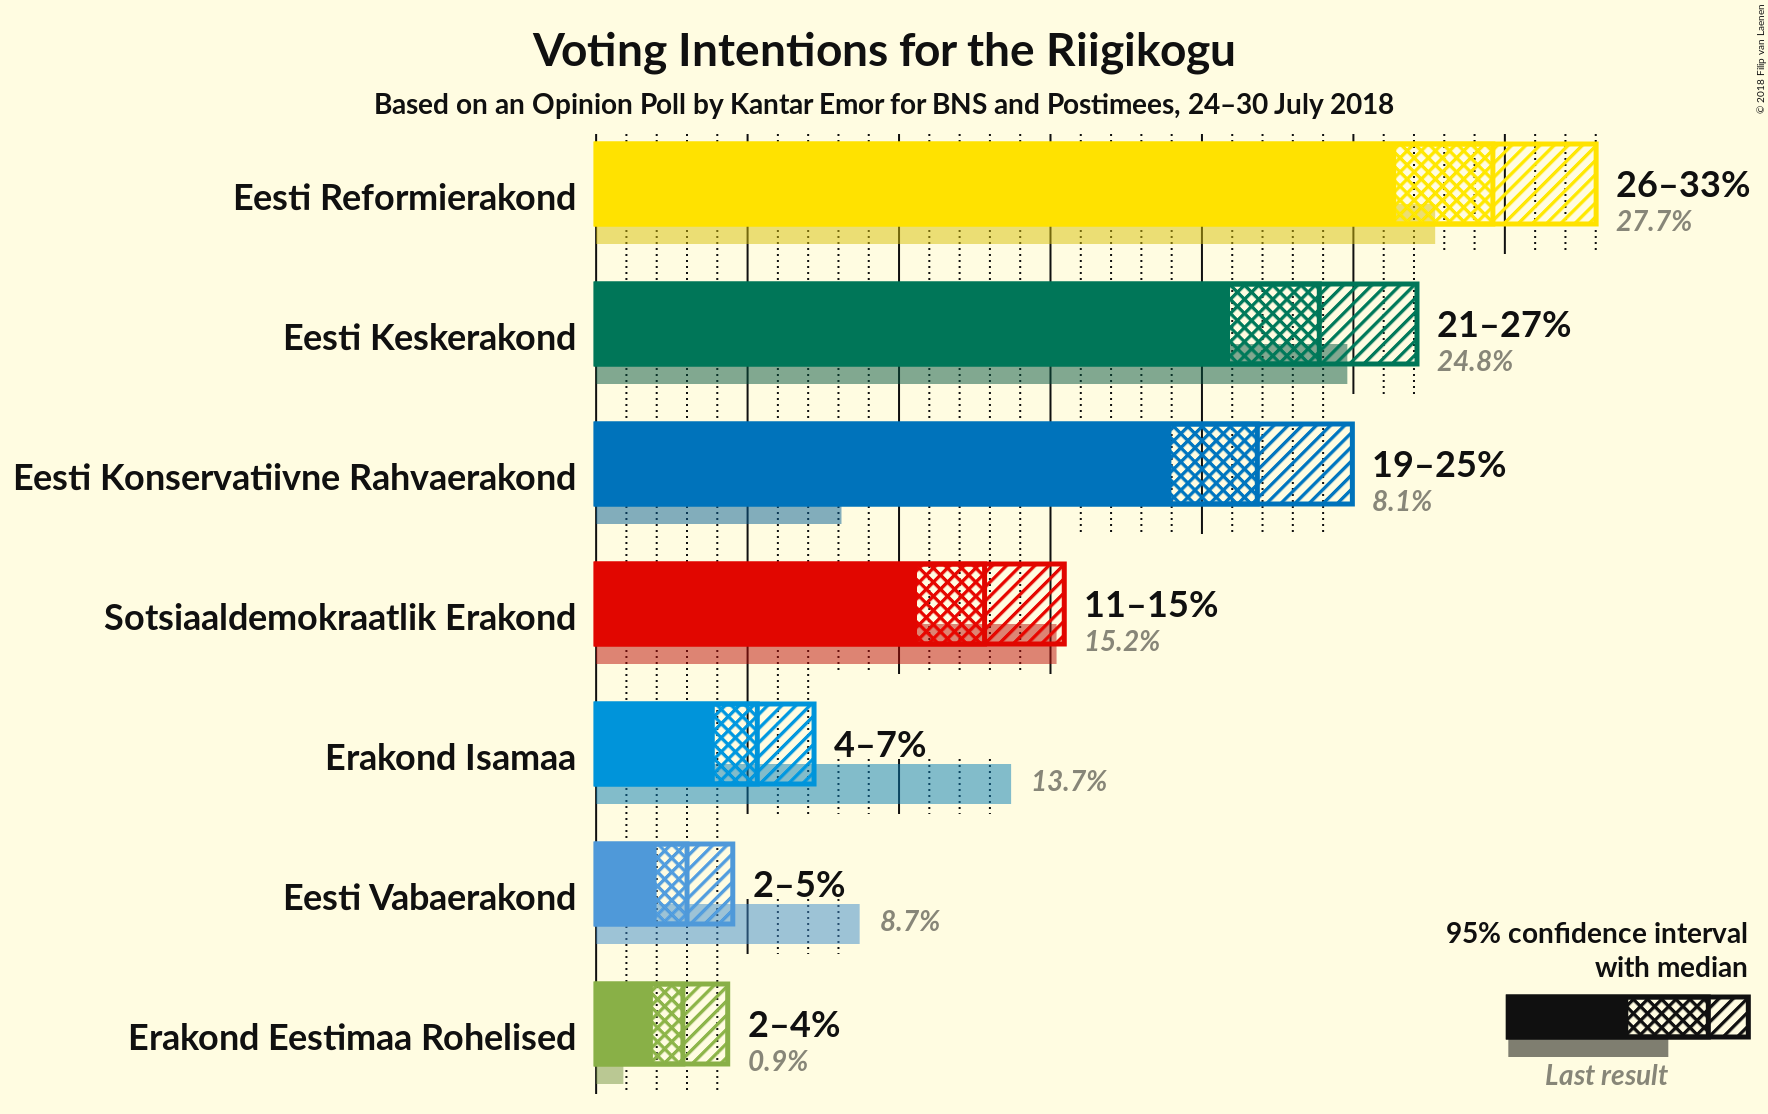 Voting Intentions for the Riigikogu
Based on an Opinion Poll by Kantar Emor for BNS and Postimees, 24–30 July 2018
© 2018 Filip van Laenen
Eesti Reformierakond
26–33%
27.7%
Eesti Keskerakond
21–27%
24.8%
Eesti Konservatiivne Rahvaerakond
19–25%
8.1%
Sotsiaaldemokraatlik Erakond
11–15%
15.2%
Erakond Isamaa
4–7%
13.7%
Eesti Vabaerakond
2–5%
8.7%
Erakond Eestimaa Rohelised
2–4%
0.9%
95% confidence interval
with median
Last result